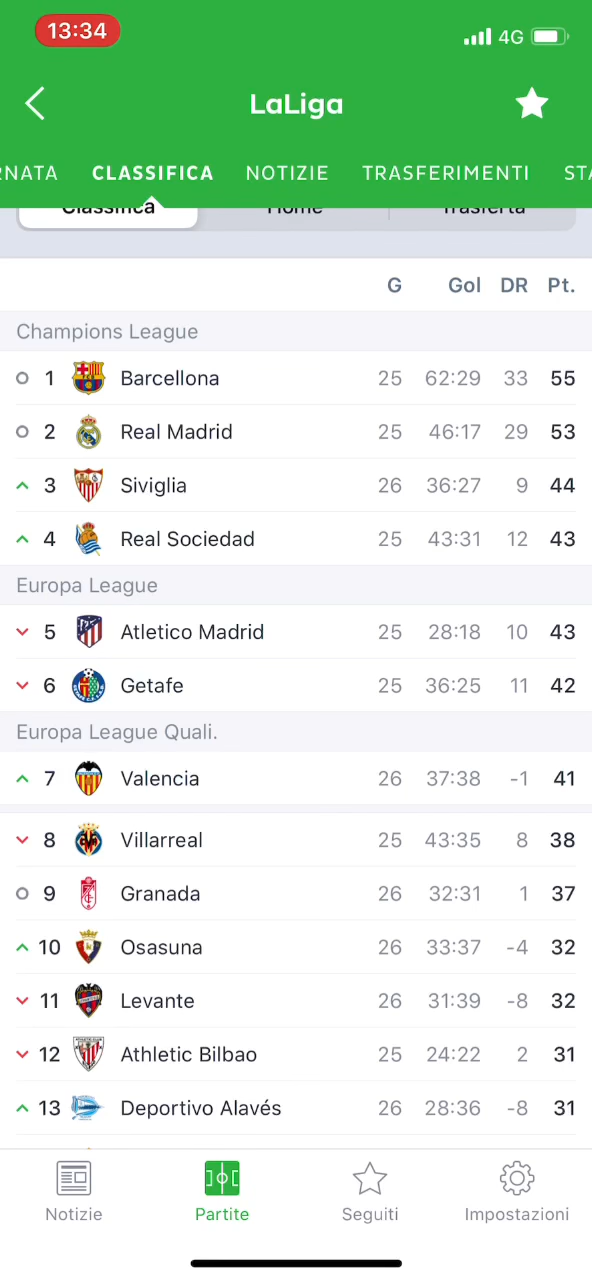 13:34
4G
LaLiga
RNATA CLASSIFICA NOTIZIE TRASFERIMENTI STA
Classifica Home Trasferta
G Gol DR Pt.
Champions League
1 Barcellona 25 62:29 33 55
2 Real Madrid 25 46:17 29 53
3 Siviglia 26 36:27 9 44
4 Real Sociedad 25 43:31 12 43
Europa League
5 Atletico Madrid 25 28:18 10 43
6 Getafe 25 36:25 11 42
Europa League Quali.
7 Valencia 26 37:38 -1 41
8 Villarreal 25 43:35 8 38
9 Granada 26 32:31 1 37
10 Osasuna 26 33:37 -4 32
11 Levante 26 31:39 -8 32
12 Athletic Bilbao 25 24:22 2 31
13 Deportivo Alavés 26 28:36 -8 31
Notizie Partite Seguiti Impostazioni